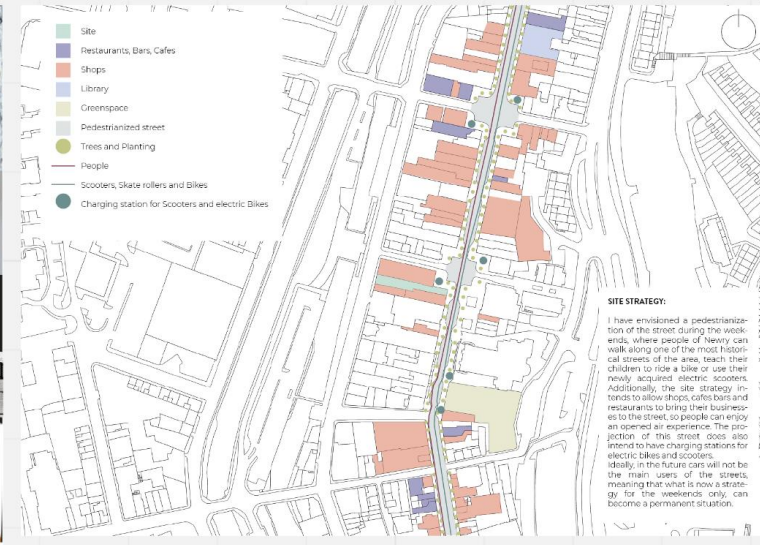 Site
Restaurants, Bars, Cafes
Shops
Library
Greenspace
Pedestrianized street
Trees and Planting
People
Scooters, Skate rollers and Bikes
Charging station for Scooters and electric Bikes
SITE STRATEGY:
I have envisioned a pedestrianiza-
tion of the street during the week-
ends, where people of Newry can
walk along one of the most histori-
cal streets of the area, teach their
children to ride a bike or use their
newly acquired electric scooters.
Additionally, the site strategy in-
tends to allow shops, cafes bars and
restaurants to bring their business-
es to the street, so people can enjoy
an opened air experience. The pro-
jection of this street does also
intend to have charging stations for
electric bikes and scooters.
Ideally, in the future cars will not be
the main users of the streets,
meaning that what is now a strate-
gy for the weekends only, can
become a permanent situation.